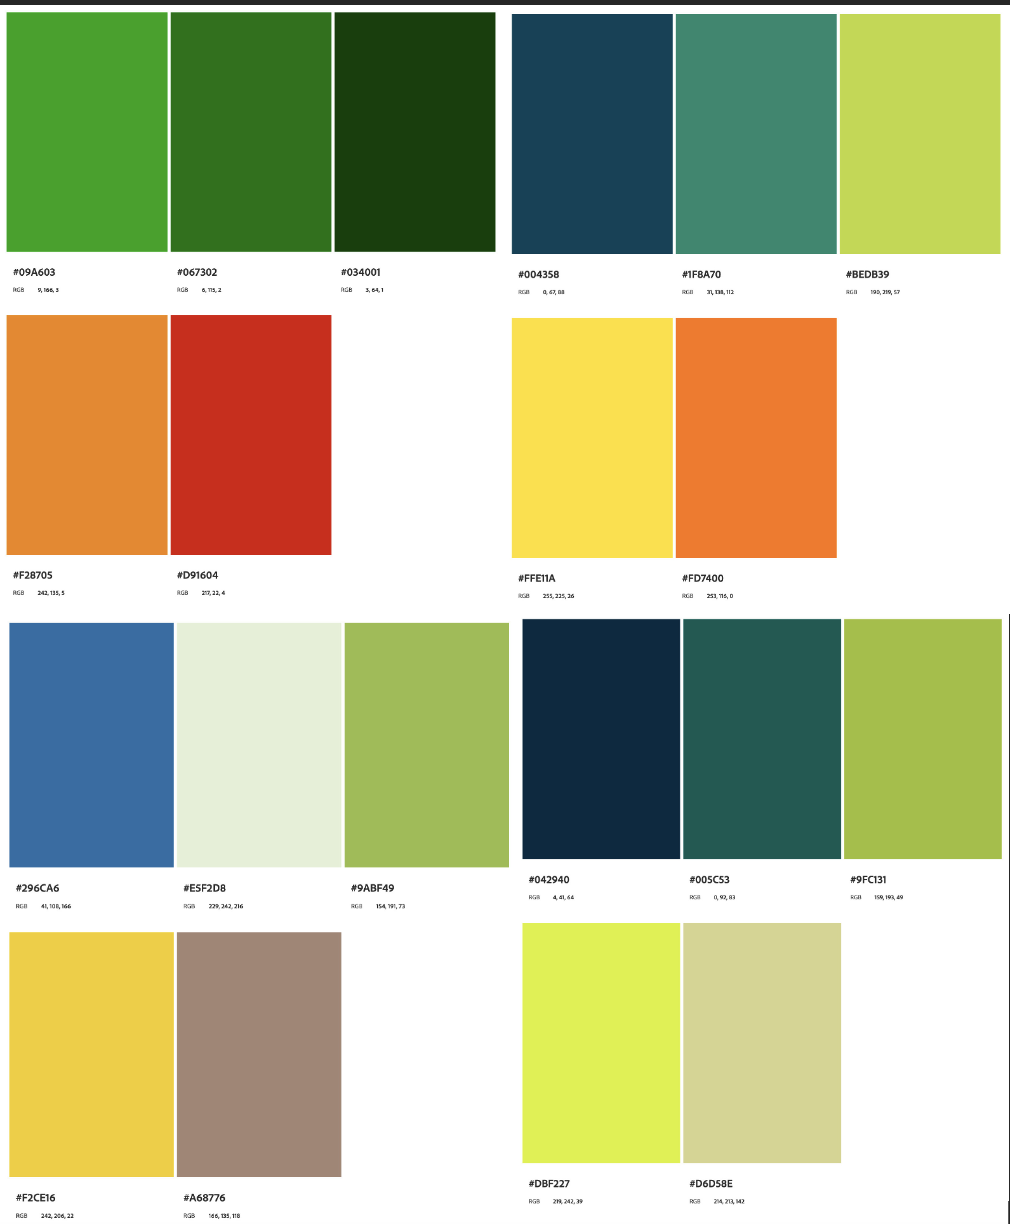 #09A603 #067302 #034001
RGB 9, 166, 3 RGB 6, 115, 2 RGB 3, 64, 1
#F28705 #D91604
RGB 242, 135, 5 RGB 217, 22, 4
#004358 #1F8A70 #BEDB39
RGB 0, 67, 88 RGB 31, 138, 112 RGB 190, 219, 57
#FFE11A #FD7400
RGB 255, 225, 26 RGB 253, 116, 0
#296CA6 #E5F2D8 #9ABF49
RGB 41, 108, 166 RGB 229, 242, 216 RGB 154, 191, 73
#F2CE16 #A68776
RGB 242, 206, 22 RGB 166, 135, 118
#042940 #005C53 #9FC131
RGB 4, 41, 64 RGB 0, 92, 83 RGB 159, 193, 49
#DBF227 #D6D58E
RGB 219, 242, 39 RGB 214, 213, 142